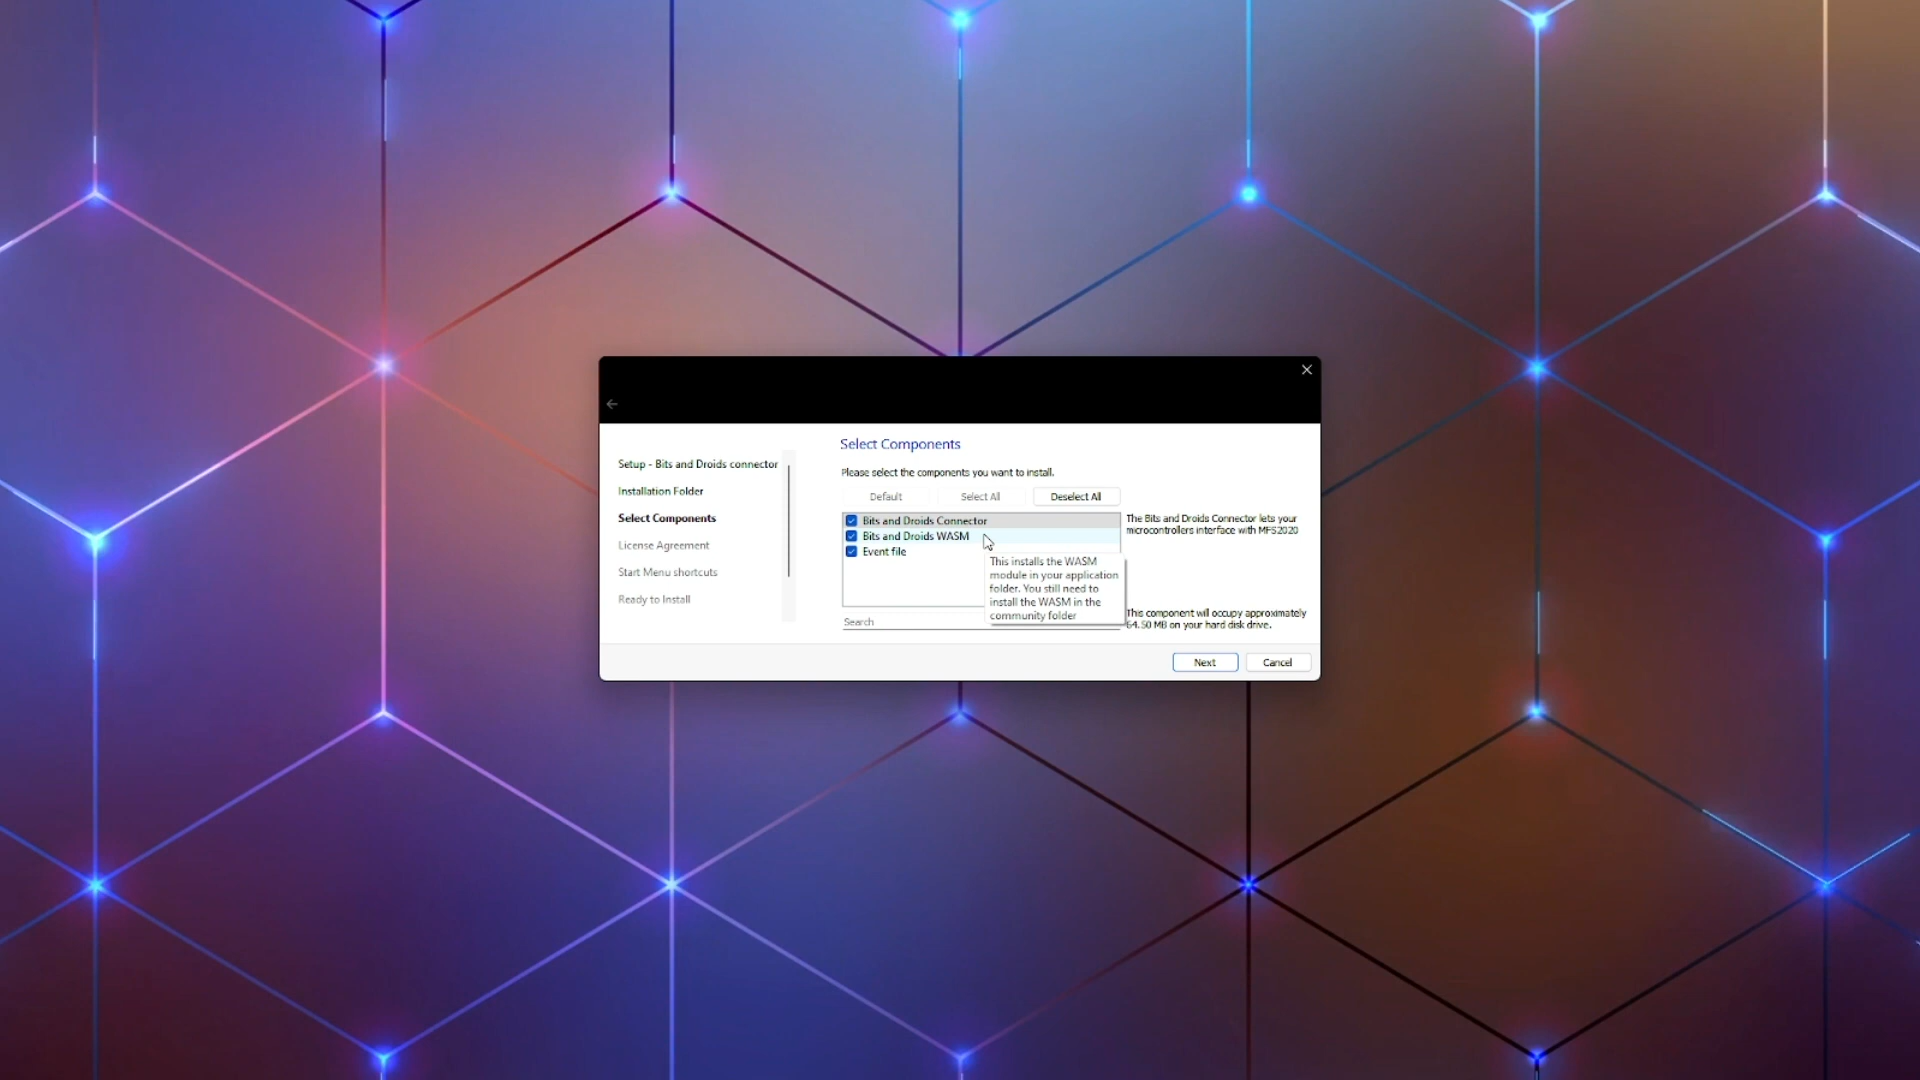 Setup - Bits and Droids connector
Installation Folder
Select Components
License Agreement
Start Menu shortcuts
Ready to Install
Select Components
Please select the components you want to install.
Default
Select All
Deselect All
Bits and Droids Connector
Bits and Droids WASM
Event file
The Bits and Droids Connector lets your
microcontrollers interface with MFS2020
This installs the WASM
module in your application
folder. You still need to
install the WASM in the
community folder
This component will occupy approximately
64.50 MB on your hard disk drive.
Search
Next
Cancel